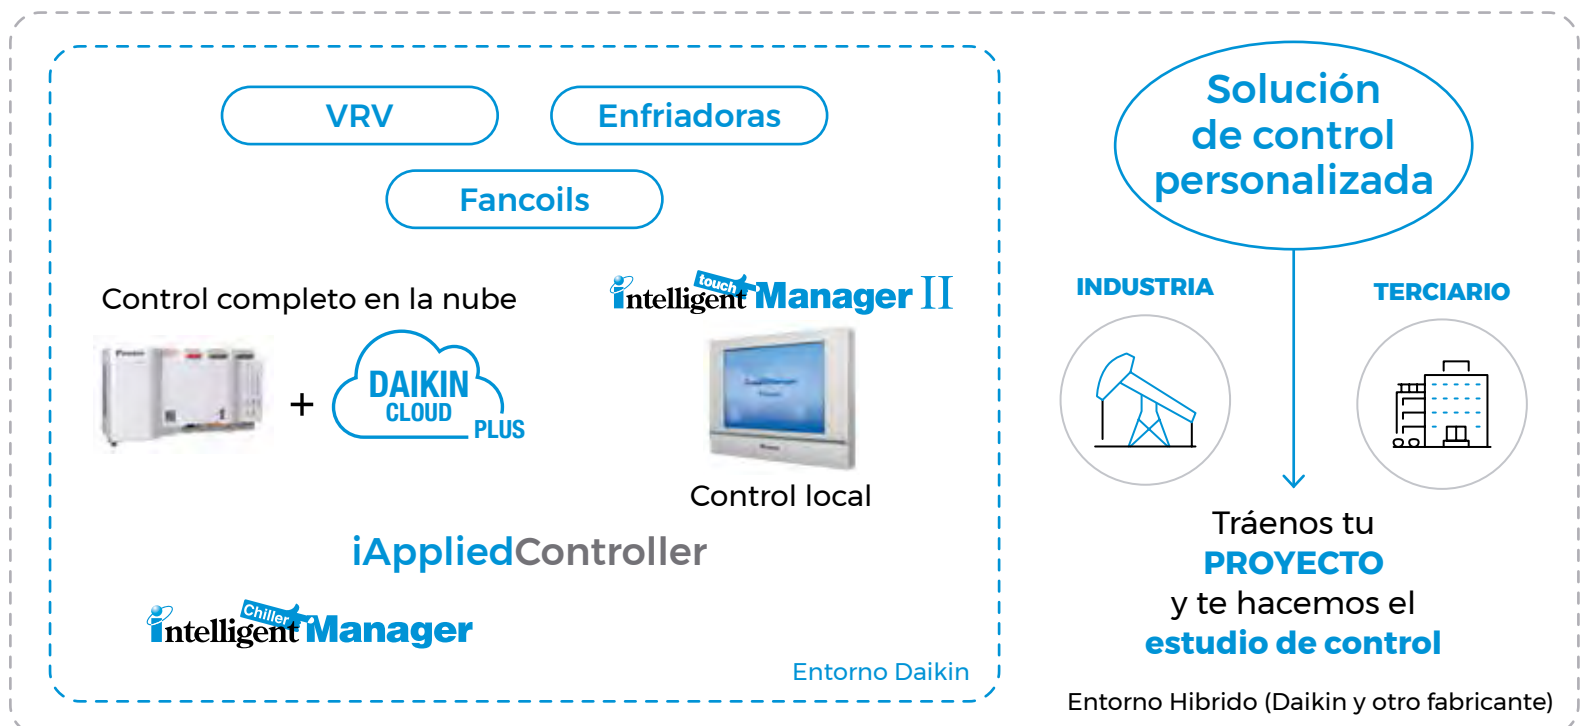 VRV
Enfriadoras
Fancoils
Control completo en la nube
+
DAIKIN
CLOUD
PLUS
intelligent touch Manager II
Control local
iAppliedController
intelligent Chiller Manager
Entorno Daikin
Solución
de control
personalizada
INDUSTRIA
TERCIARIO
Tráenos tu
PROYECTO
y te hacemos el
estudio de control
Entorno Hibrido (Daikin y otro fabricante)